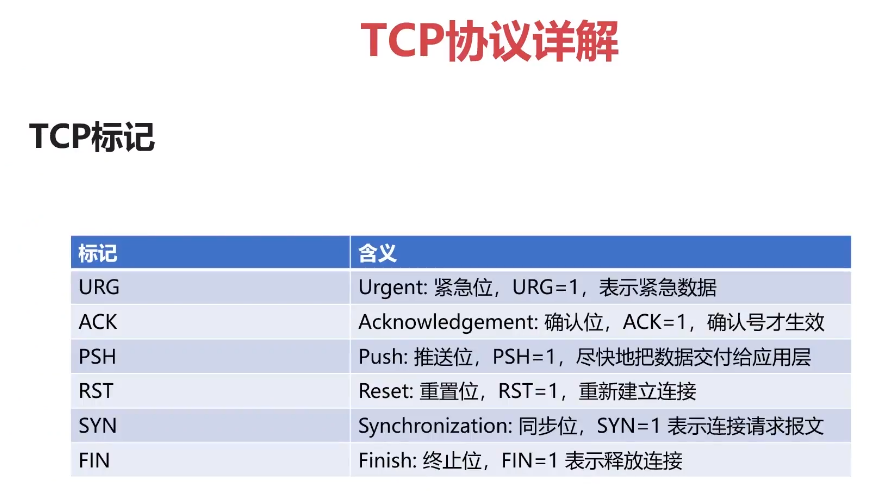 TCP协议详解
TCP标记
标记 含义
URG Urgent: 紧急位，URG=1，表示紧急数据
ACK Acknowledgement: 确认位，ACK=1，确认号才生效
PSH Push: 推送位，PSH=1，尽快地把数据交付给应用层
RST Reset: 重置位，RST=1，重新建立连接
SYN Synchronization: 同步位，SYN=1 表示连接请求报文
FIN Finish: 终止位，FIN=1 表示释放连接